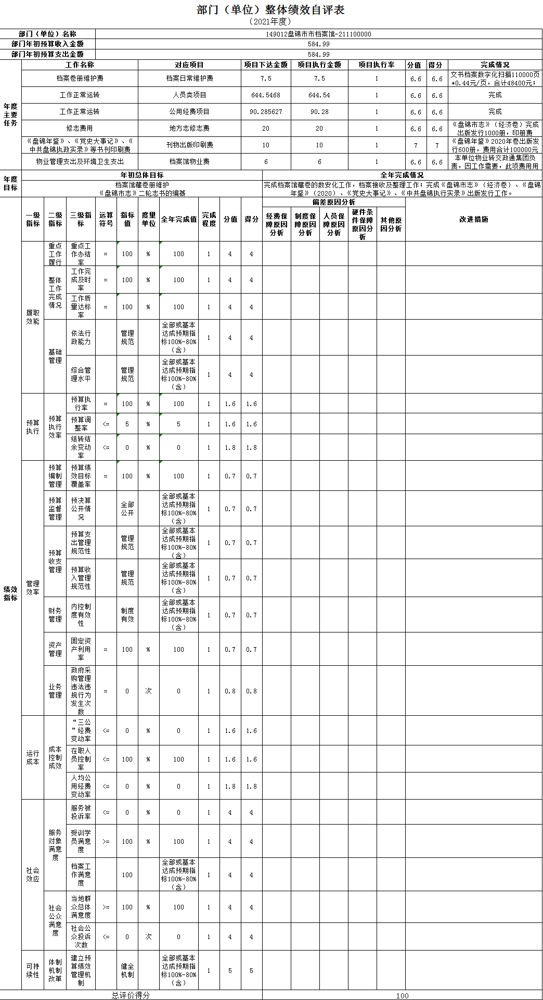 部门（单位）整体绩效自评表
（2021年度）
部门（单位）名称 149012盘锦市市档案馆-211100000
部门年初预算收入金额 584.99
部门年初预算支出金额 584.99
年度主要任务 工作名称 对应项目 项目下达金额 项目执行金额 项目执行率 分值 得分 完成情况
档案卷册维护费 档案日常维护费 7.5 7.5 1 6.6 6.6 文书档案数字化扫描110000页*0.44元/页，合计48400元；
工作正常运转 人员类项目 644.5468 644.54 1 6.6 6.6 完成
工作正常运转 公用经费项目 90.285627 90.28 1 6.6 6.6 完成
修志费用 地方志修志费 20 20 1 6.6 6.6 《盘锦市志》（经济卷）完成出版发行1000册，印册费
《盘锦年鉴》、《党史大事记》、《中共盘锦执政实录》等书刊印刷费 刊物出版印刷费 10 10 1 7 7 《盘锦年鉴》2020年卷出版发行600册，费用合计100000元
物业管理支出及环境卫生支出 档案馆物业费 6 6 1 6.6 6.6 本单位物业转交政通集团负责，因工作需要，此项费用用
年度目标 年初总体目标 全年完成情况
档案馆藏卷册维护
《盘锦市志》二轮志书的编纂
完成档案馆藏卷的数安化工作，档案接收及整理工作；完成《盘锦市志》（经济卷）、《盘锦年鉴》（2020）、《党史大事记》、《中共盘锦执行实录》出版发行工作。
绩效指标 一级指标 二级指标 三级指标 运算符号 指标值 度量单位 全年完成值 完成程度 分值 得分 偏差原因分析 改进措施
经费保障原因分析 制度保障原因分析 人员保障原因分析 硬件条件保障原因分析 其他原因分析
履职效能 重点工作履行 重点工作办结率 = 100 % 100 1 4 4
整体工作完成情况 工作完成及时率 = 100 % 100 1 4 4
工作质量达标率 = 100 % 100 1 4 4
基础管理 依法行政能力 管理规范 全部或基本达成预期指标100%-80%（含） 1 4 4
综合管理水平 管理规范 全部或基本达成预期指标100%-80%（含） 1 4 4
预算执行 预算执行效率 预算执行率 = 100 % 100 1 1.6 1.6
预算调整率 <= 5 % 5 1 1.6 1.6
结转结余变动率 <= 0 % 0 1 1.8 1.8
管理效率 预算编制管理 预算绩效目标覆盖率 = 100 % 100 1 0.7 0.7
预算监督管理 预决算公开情况 全部公开 全部或基本达成预期指标100%-80%（含） 1 0.7 0.7
预算收支管理 预算支出管理规范性 管理规范 全部或基本达成预期指标100%-80%（含） 1 0.7 0.7
预算收入管理规范性 管理规范 全部或基本达成预期指标100%-80%（含） 1 0.7 0.7
财务管理 内控制度有效性 制度有效 全部或基本达成预期指标100%-80%（含） 1 0.7 0.7
资产管理 固定资产利用率 = 100 % 100 1 0.7 0.7
业务管理 政府采购管理违法违规行为发生次数 = 0 次 0 1 0.8 0.8
运行成本 成本控制成效 “三公”经费变动率 <= 0 % 0 1 1.6 1.6
在职人员控制率 <= 100 % 100 1 1.6 1.6
人均公用经费变动率 <= 0 % 0 1 1.8 1.8
社会效应 服务对象满意度 服务被投诉率 <= 0 % 0 1 4 4
受训学员满意度 >= 100 % 100 1 4 4
档案工作满意度 100 全部或基本达成预期指标100%-80%（含） 1 4 4
社会公众满意度 当地群众总体满意度 >= 100 % 100 1 4 4
社会公众投诉次数 <= 0 次 0 1 4 4
可持续性 体制机制改革 建立预算绩效管理机制 健全机制 全部或基本达成预期指标100%-80%（含） 1 5 5
总评价得分 100